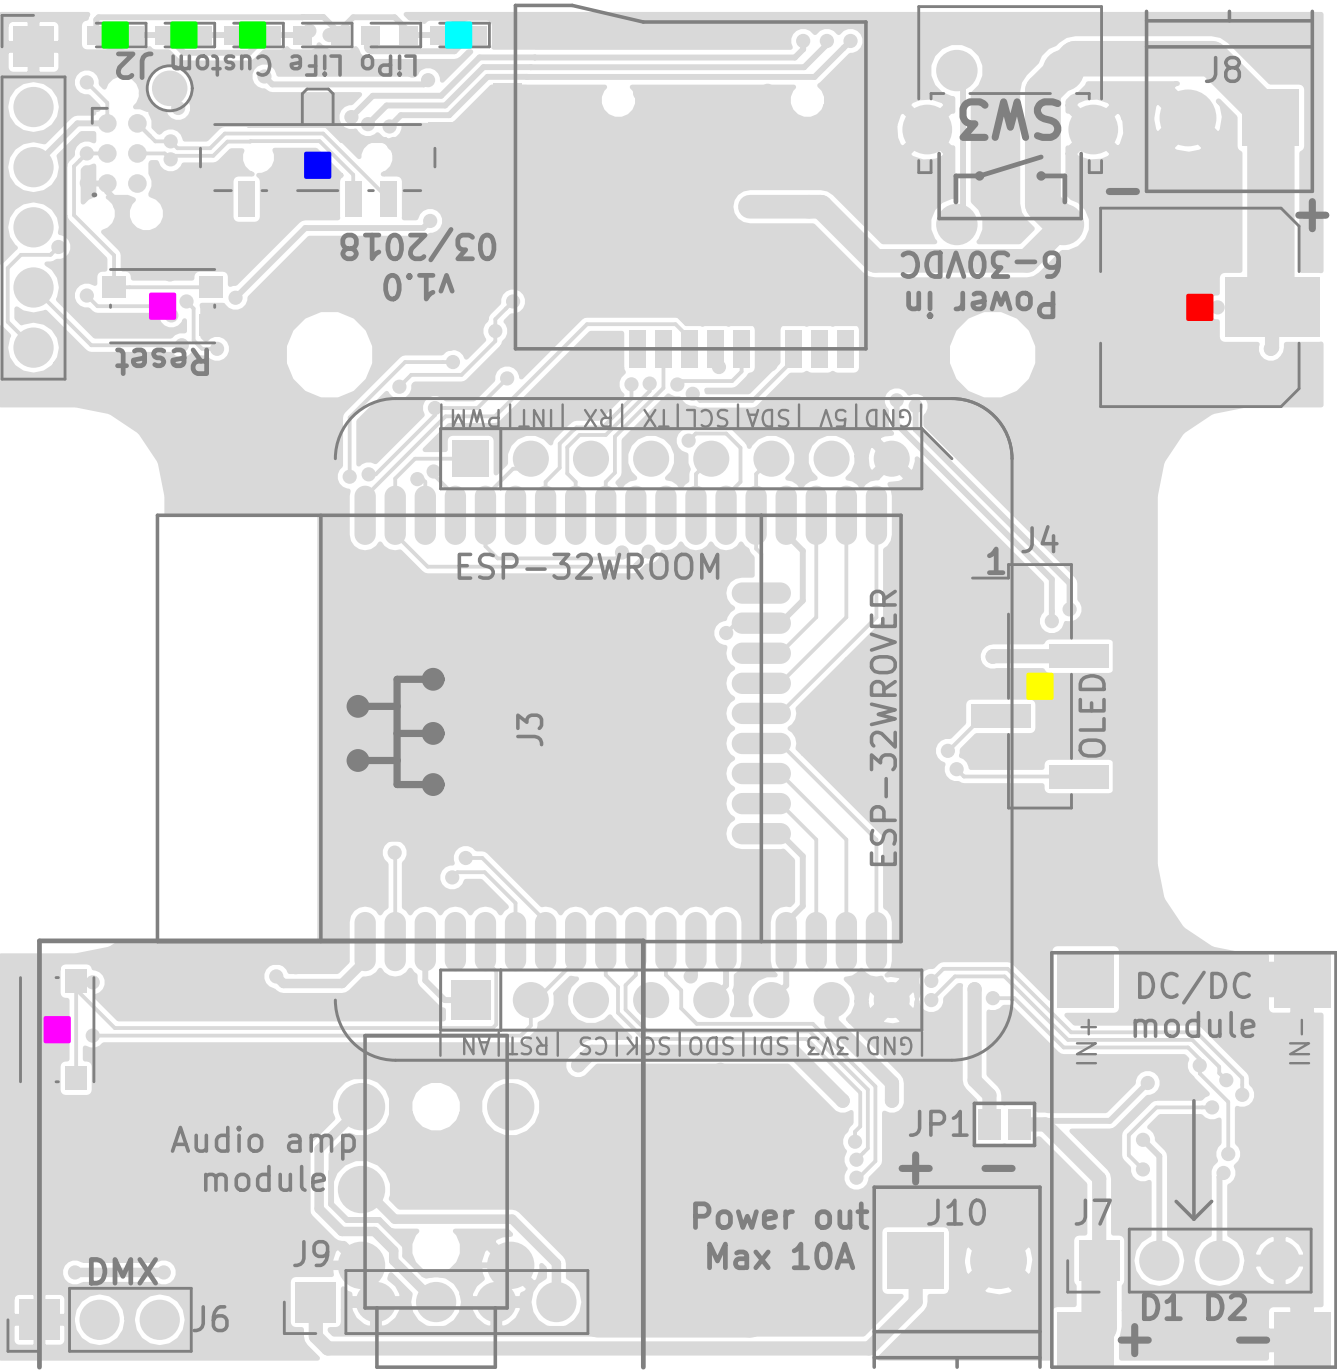 J2
Custom LiFe LiPo
SW3
J8
-
+
03/2018
v1.0
6-30VDC
Power in
Reset
PWM|INT|RX|TX|SCL|SDA|5V|GND
J4
1
ESP-32WROOM
ESP-32WROVER
J3
OLED
DC/DC
module
IN+
IN-
AN|RST|CS|SCK|SDO|SDI|3V3|GND
JP1
+ -
Audio amp
module
Power out
Max 10A
J10
J7
J9
DMX
J6
D1 D2
+ -